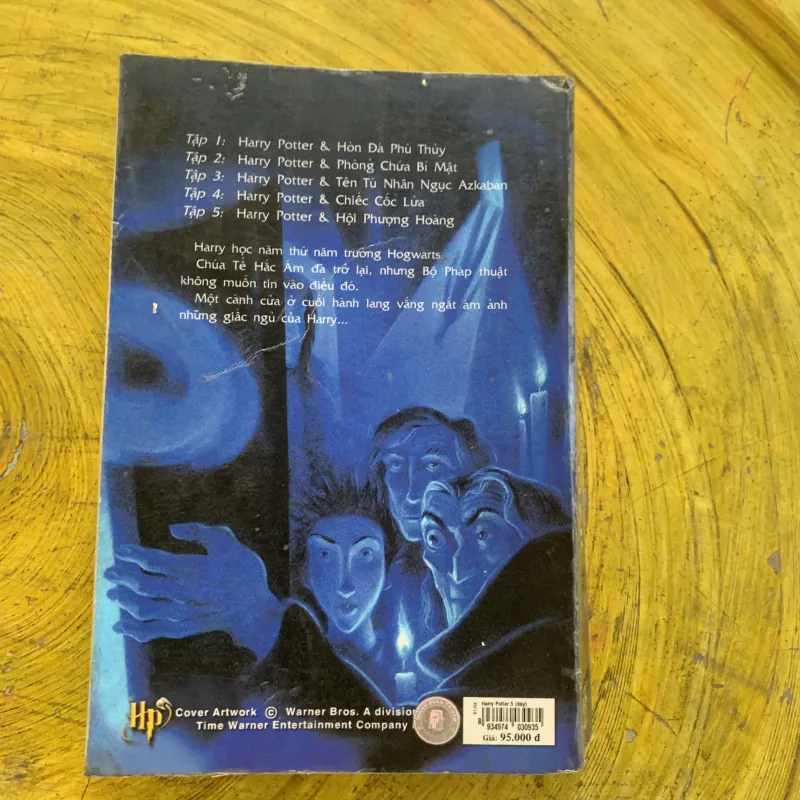 Tập 1: Harry Potter & Hòn Đá Phù Thủy
Tập 2: Harry Potter & Phòng Chứa Bí Mật
Tập 3: Harry Potter & Tên Tù Nhân Ngục Azkaban
Tập 4: Harry Potter & Chiếc Cốc Lửa
Tập 5: Harry Potter & Hội Phượng Hoàng
Harry học năm thứ năm trường Hogwarts.
Chúa Tể Hắc Ám đã trở lại, nhưng Bộ Pháp thuật
không muốn tin vào điều đó.
Một cánh cửa ở cuối hành lang vắng ngắt ám ảnh
những giấc ngủ của Harry...
HP
Cover Artwork © Warner Bros. A division
Time Warner Entertainment Company
Harry Potter 5 (dày)
8 934974 030935
Giá: 95.000 đ